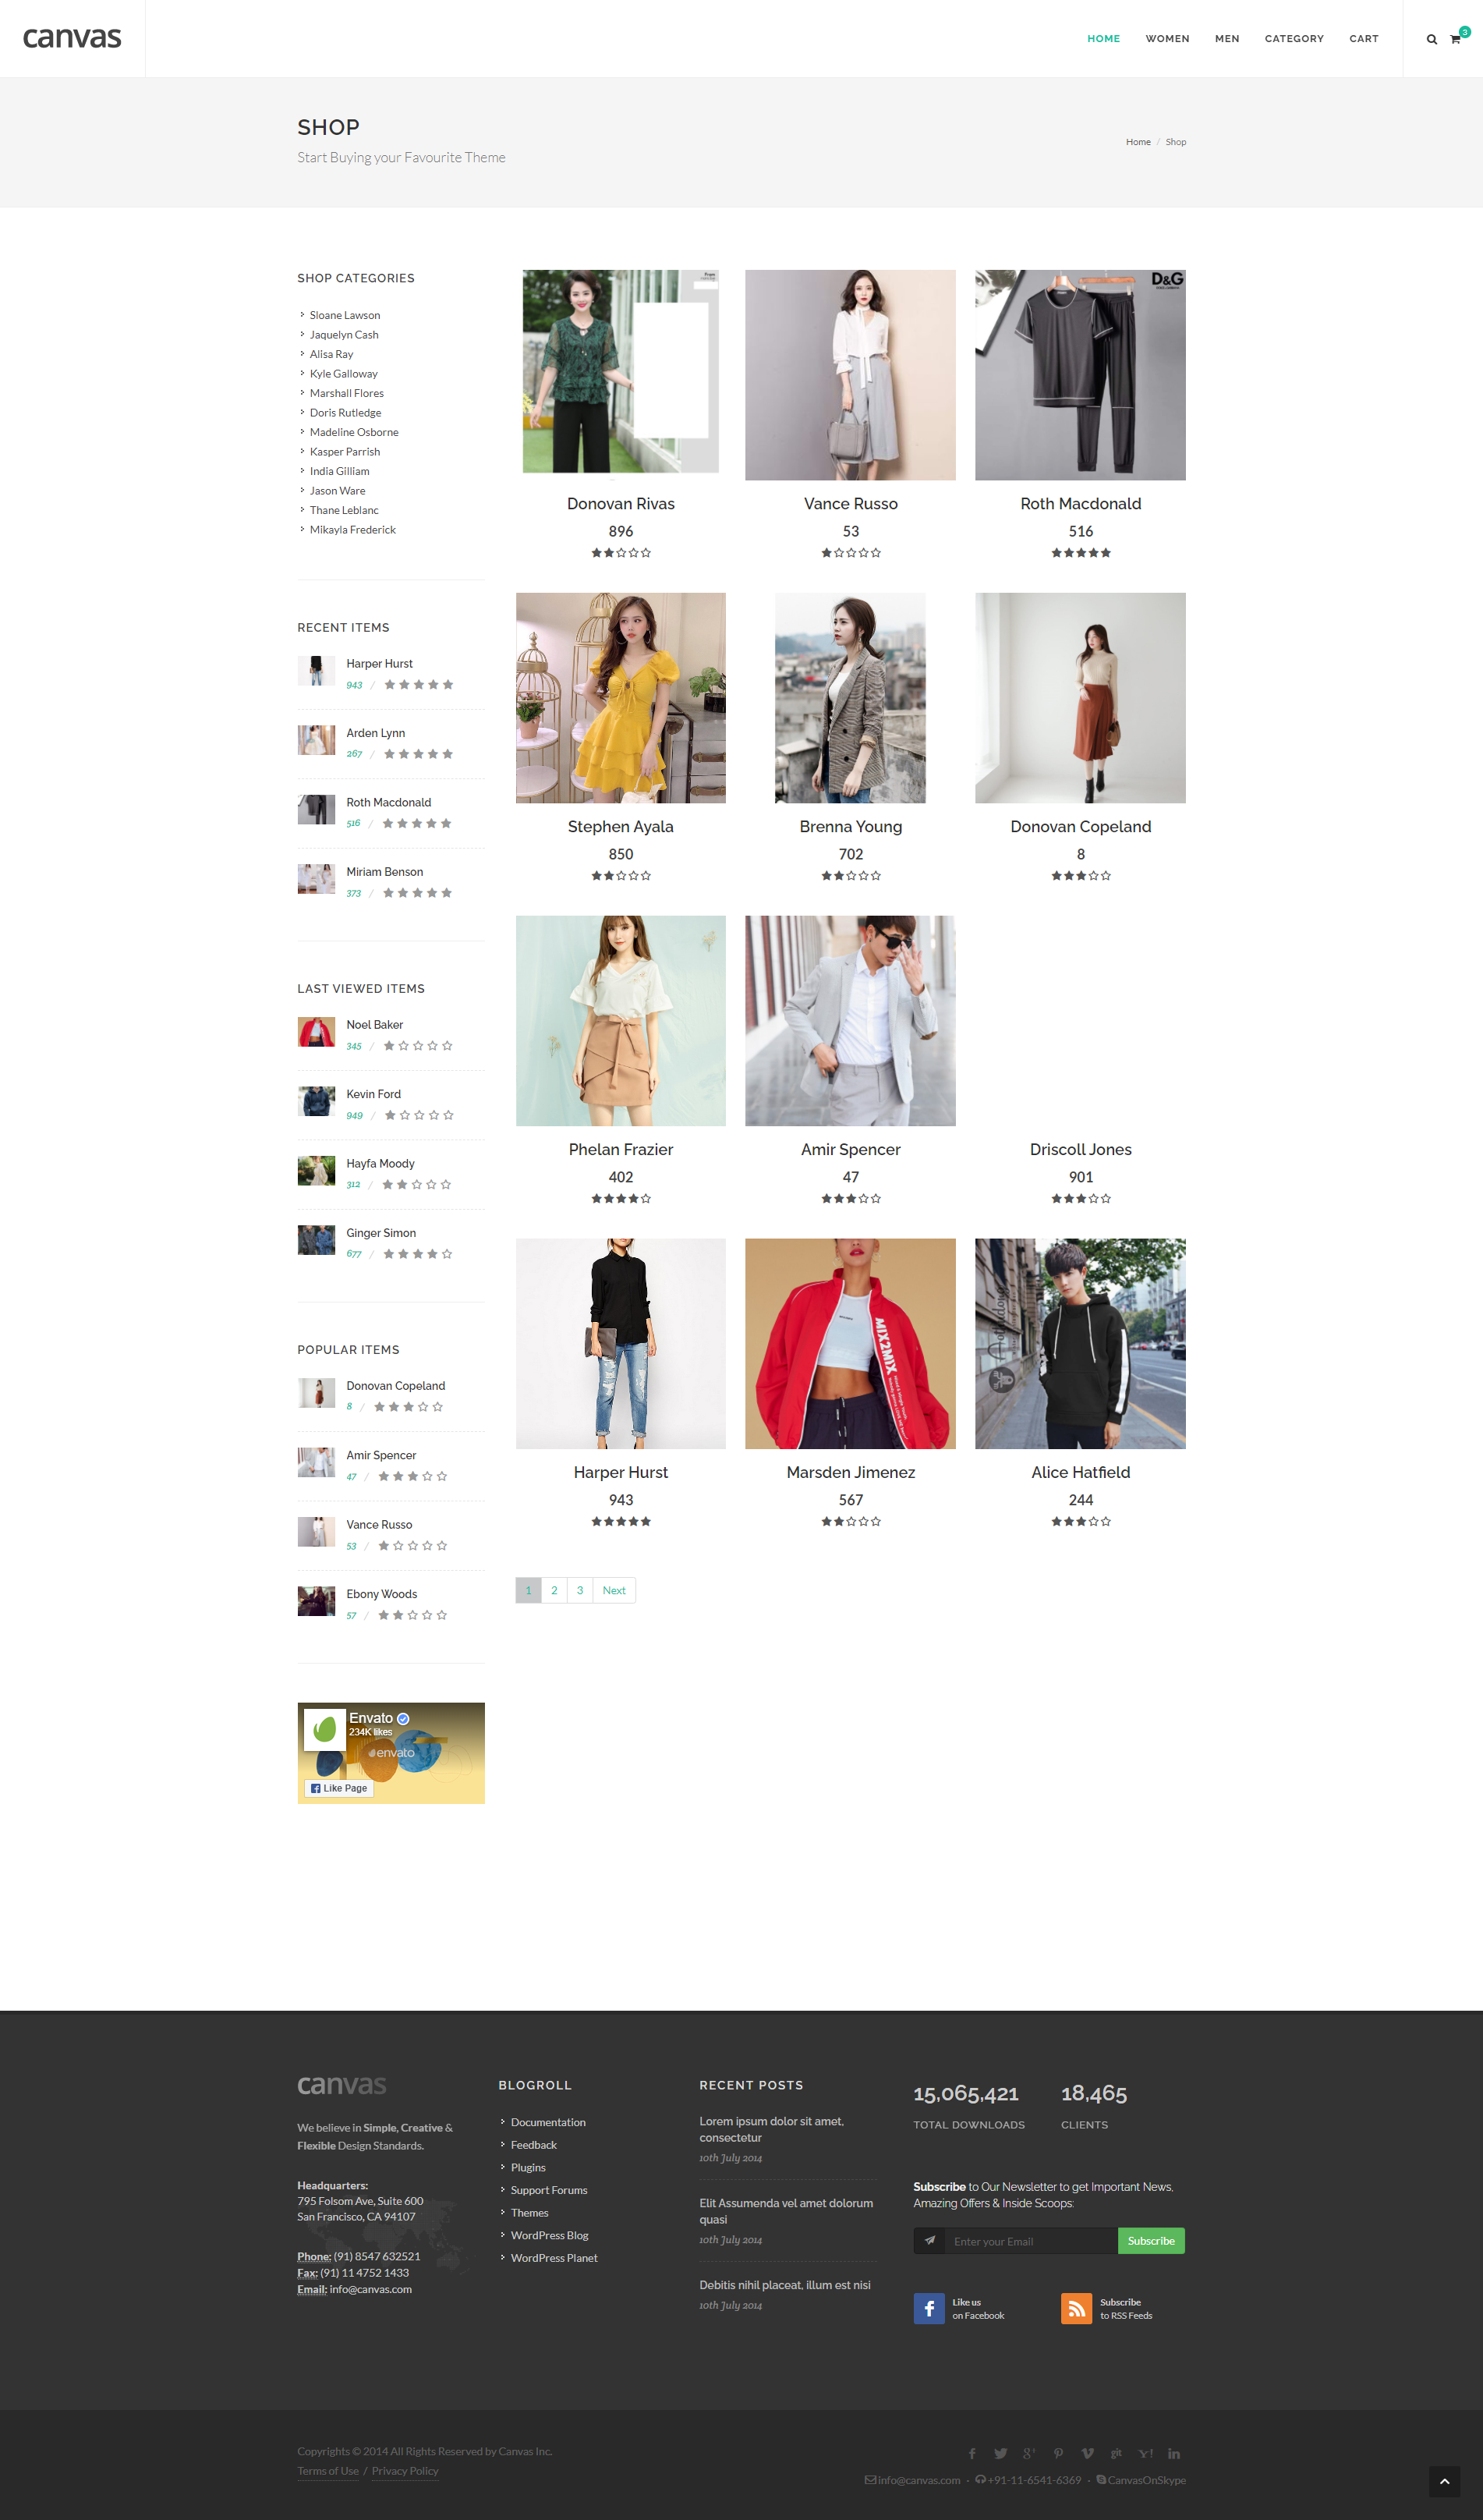 canvas
HOME WOMEN MEN CATEGORY CART
3
SHOP
Start Buying your Favourite Theme
Home / Shop
SHOP CATEGORIES
Sloane Lawson
Jaquelyn Cash
Alisa Ray
Kyle Galloway
Marshall Flores
Doris Rutledge
Madeline Osborne
Kasper Parrish
India Gilliam
Jason Ware
Thane Leblanc
Mikayla Frederick
RECENT ITEMS
Harper Hurst
943 /
Arden Lynn
267 /
Roth Macdonald
516 /
Miriam Benson
373 /
LAST VIEWED ITEMS
Noel Baker
345 /
Kevin Ford
949 /
Hayfa Moody
312 /
Ginger Simon
677 /
POPULAR ITEMS
Donovan Copeland
8 /
Amir Spencer
47 /
Vance Russo
53 /
Ebony Woods
57 /
Envato
234K likes
envato
Like Page
D&G
Donovan Rivas
896
Vance Russo
53
Roth Macdonald
516
Stephen Ayala
850
Brenna Young
702
Donovan Copeland
8
Phelan Frazier
402
Amir Spencer
47
Driscoll Jones
901
MIX2MIX
Harper Hurst
943
Marsden Jimenez
567
Alice Hatfield
244
1 2 3 Next
canvas
We believe in Simple, Creative &
Flexible Design Standards.
Headquarters:
795 Folsom Ave, Suite 600
San Francisco, CA 94107
Phone: (91) 8547 632521
Fax: (91) 11 4752 1433
Email: info@canvas.com
BLOGROLL
Documentation
Feedback
Plugins
Support Forums
Themes
WordPress Blog
WordPress Planet
RECENT POSTS
Lorem ipsum dolor sit amet,
consectetur
10th July 2014
Elit Assumenda vel amet dolorum
quasi
10th July 2014
Debitis nihil placeat, illum est nisi
10th July 2014
15,065,421
TOTAL DOWNLOADS
18,465
CLIENTS
Subscribe to Our Newsletter to get Important News,
Amazing Offers & Inside Scoops:
Enter your Email
Subscribe
Like us
on Facebook
Subscribe
to RSS Feeds
Copyrights © 2014 All Rights Reserved by Canvas Inc.
Terms of Use / Privacy Policy
info@canvas.com · +91-11-6541-6369 · CanvasOnSkype